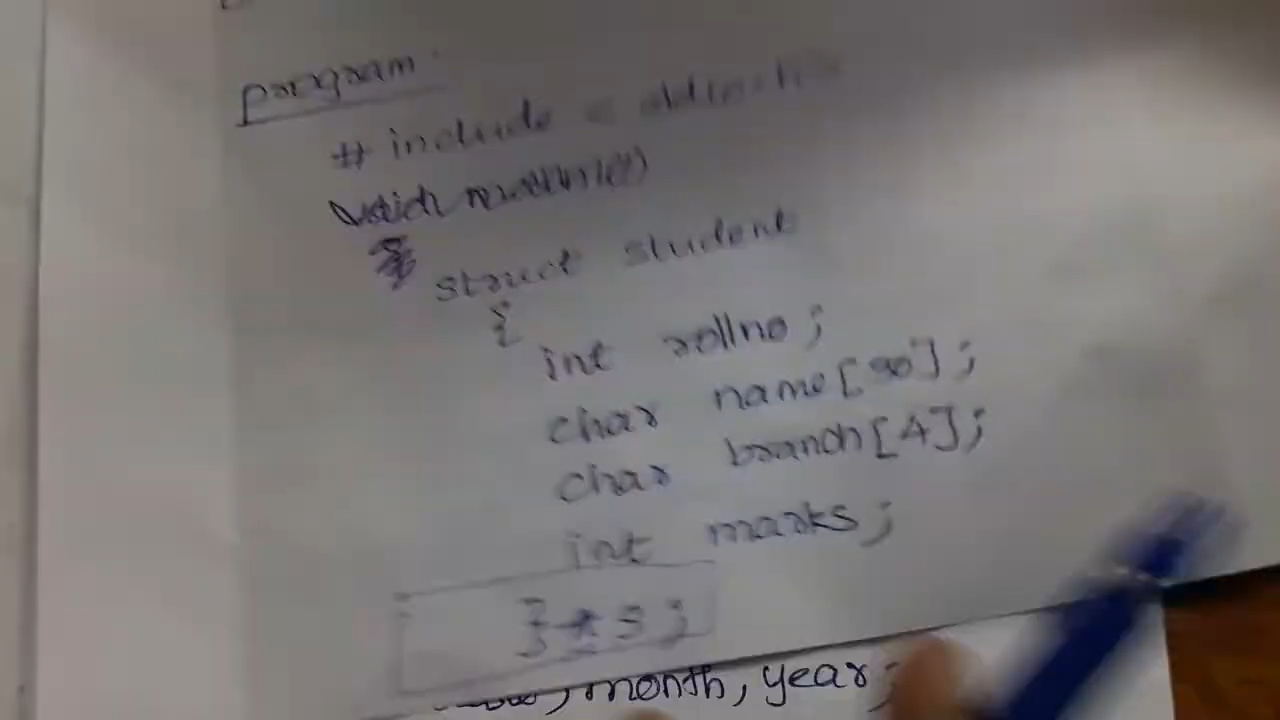 program:
# include <
struct student
{
int rollno;
char name[30];
char branch[4];
int marks;
}*s;
, month, year;